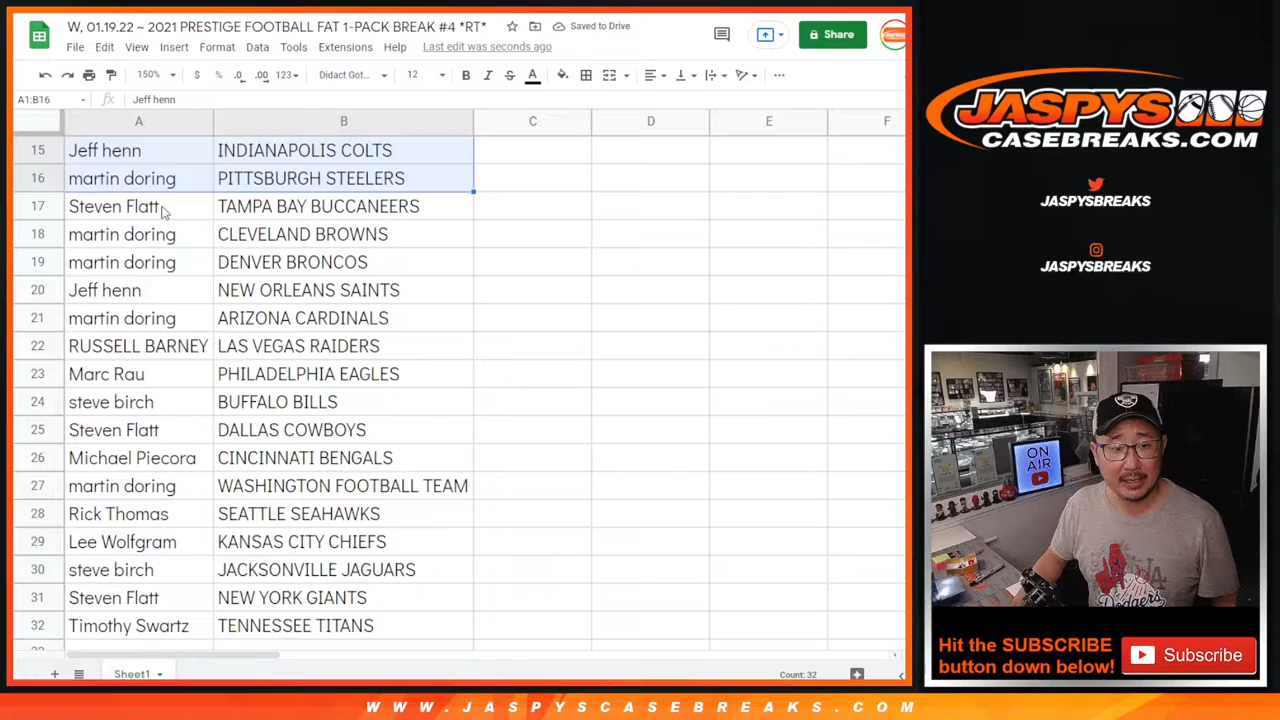 W, 01.19.22 ~ 2021 PRESTIGE FOOTBALL FAT 1-PACK BREAK #4 *RT*
Saved to Drive
File Edit View Insert Format Data Tools Extensions Help Last edit was seconds ago
Share
150% $ % .0 .00 123 Didact Got... 12 B I S A
A1:B16 fx Jeff henn
A B C D E F
15 Jeff henn INDIANAPOLIS COLTS
16 martin doring PITTSBURGH STEELERS
17 Steven Flatt TAMPA BAY BUCCANEERS
18 martin doring CLEVELAND BROWNS
19 martin doring DENVER BRONCOS
20 Jeff henn NEW ORLEANS SAINTS
21 martin doring ARIZONA CARDINALS
22 RUSSELL BARNEY LAS VEGAS RAIDERS
23 Marc Rau PHILADELPHIA EAGLES
24 steve birch BUFFALO BILLS
25 Steven Flatt DALLAS COWBOYS
26 Michael Piecora CINCINNATI BENGALS
27 martin doring WASHINGTON FOOTBALL TEAM
28 Rick Thomas SEATTLE SEAHAWKS
29 Lee Wolfgram KANSAS CITY CHIEFS
30 steve birch JACKSONVILLE JAGUARS
31 Steven Flatt NEW YORK GIANTS
32 Timothy Swartz TENNESSEE TITANS
Sheet1
Count: 32
JASPYS
CASEBREAKS.COM
JASPYSBREAKS
JASPYSBREAKS
ON
AIR
Dodgers
Hit the SUBSCRIBE
button down below!
Subscribe
WWW.JASPYSCASEBREAKS.COM